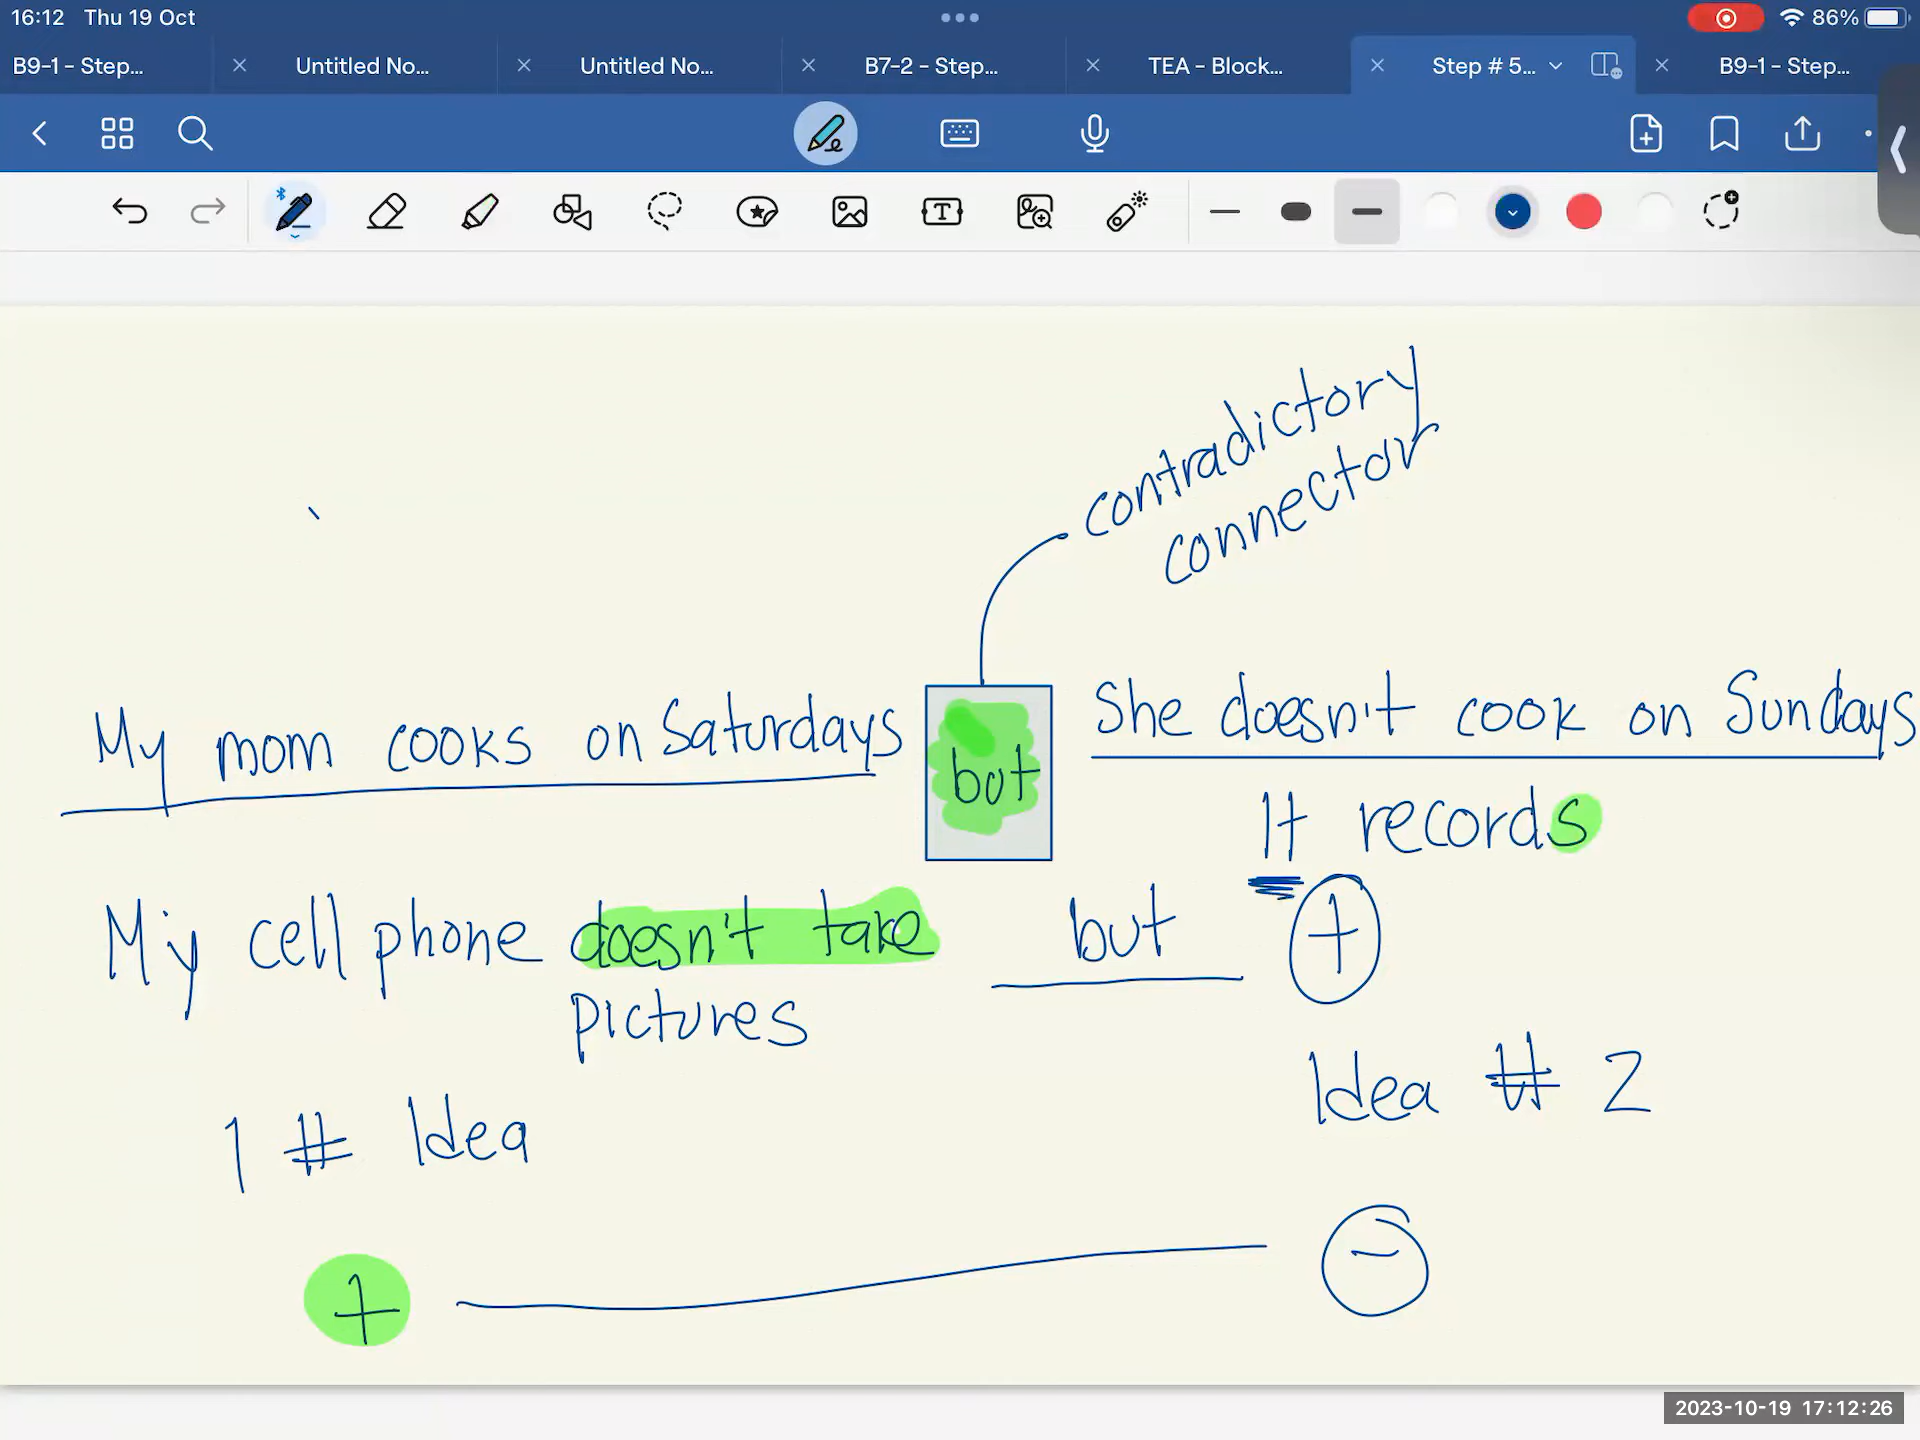 16:12 Thu 19 Oct
86%
B9-1 - Step...
Untitled No...
Untitled No...
B7-2 - Step...
TEA - Block...
Step # 5...
B9-1 - Step...
contradictory
connector
My mom cooks on Saturdays but She doesn't cook on Sundays
It records
My cell phone doesn't take but +
pictures
Idea # 2
1 # Idea
+ −
2023-10-19 17:12:26